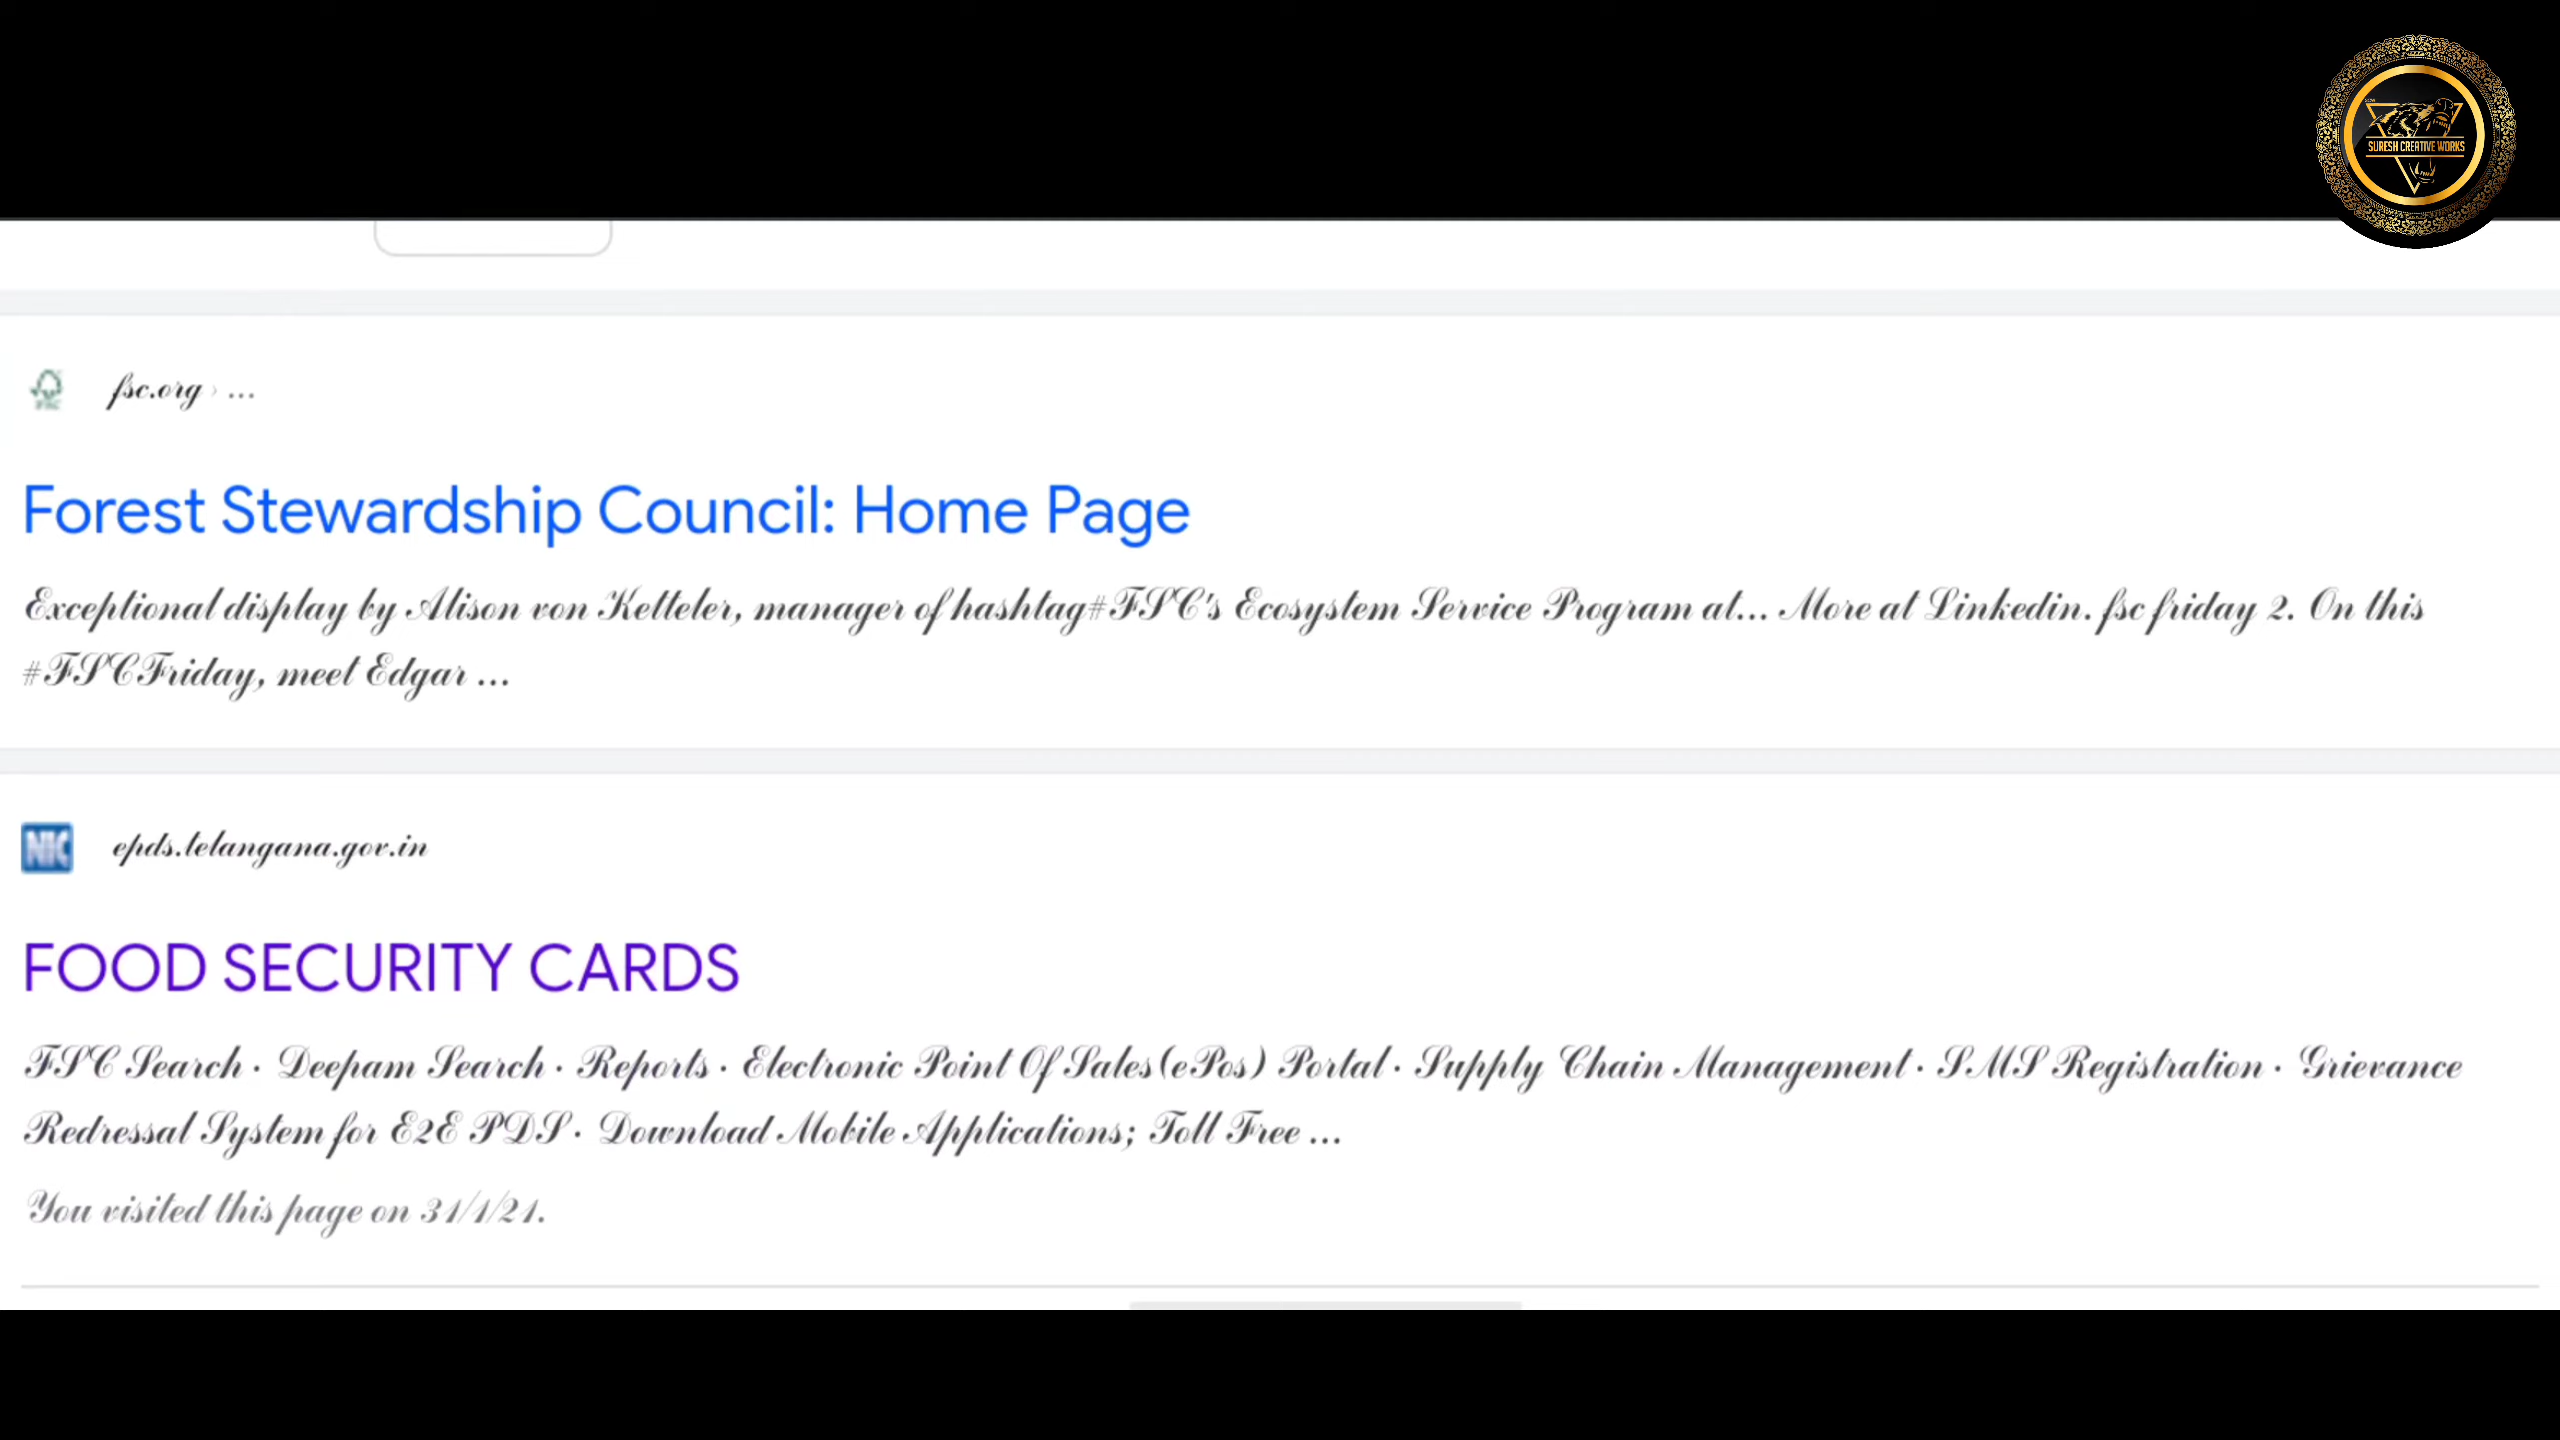 SURESH CREATIVE WORKS
fsc.org › ...
Forest Stewardship Council: Home Page
Exceptional display by Alison von Ketteler, manager of hashtag#FSC's Ecosystem Service Program at... More at Linkedin. fsc friday 2. On this
#FSCFriday, meet Edgar ...
NIC
epds.telangana.gov.in
FOOD SECURITY CARDS
FSC Search · Deepam Search · Reports · Electronic Point Of Sales(ePos) Portal · Supply Chain Management · SMS Registration · Grievance
Redressal System for E2E PDS · Download Mobile Applications; Toll Free ...
You visited this page on 31/1/21.